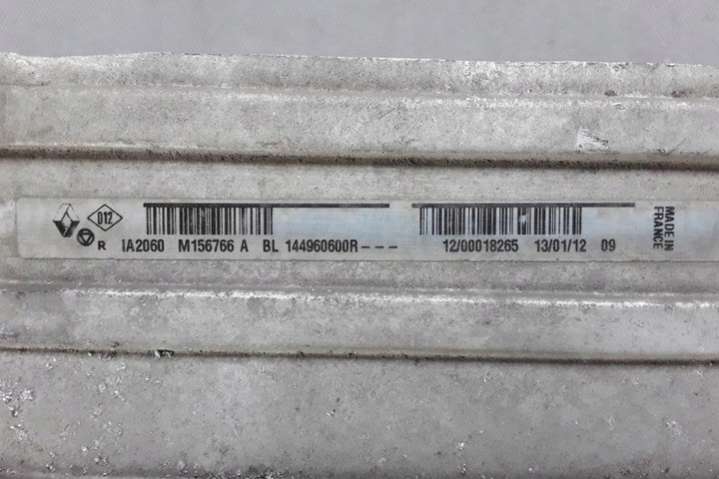 012
R IA2060 M156766 A BL 144960600R--- 12/00018265 13/01/12 09
MADE IN
FRANCE